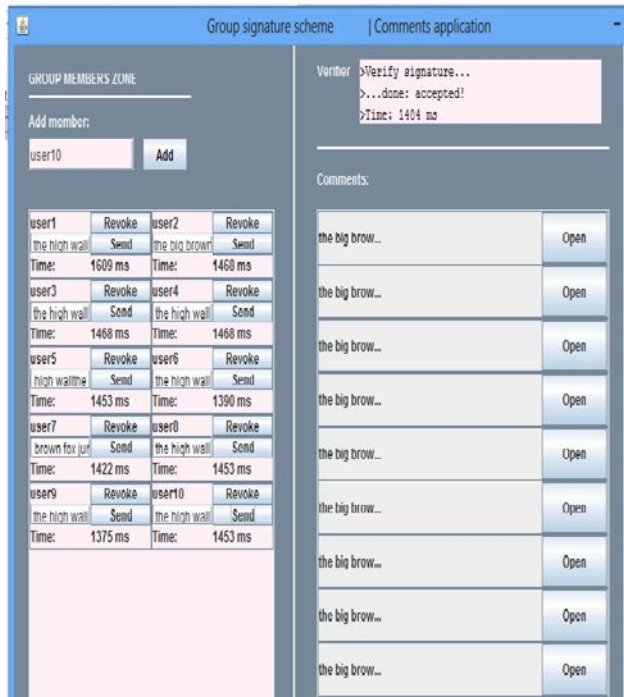 Group signature scheme | Comments application
GROUP MEMBERS ZONE
Add member:
user10 Add
user1 Revoke user2 Revoke
the high wall Send the big brown Send
Time: 1609 ms Time: 1468 ms
user3 Revoke user4 Revoke
the high wall Send the high wall Send
Time: 1468 ms Time: 1468 ms
user5 Revoke user6 Revoke
high wallthe Send the high wall Send
Time: 1453 ms Time: 1390 ms
user7 Revoke user8 Revoke
brown fox jur Send the high wall Send
Time: 1422 ms Time: 1453 ms
user9 Revoke user10 Revoke
the high wall Send the high wall Send
Time: 1375 ms Time: 1453 ms
Verifier >Verify signature...
>...done: accepted!
>Time: 1404 ms
Comments:
the big brow... Open
the big brow... Open
the big brow... Open
the big brow... Open
the big brow... Open
the big brow... Open
the big brow... Open
the big brow... Open
the big brow... Open